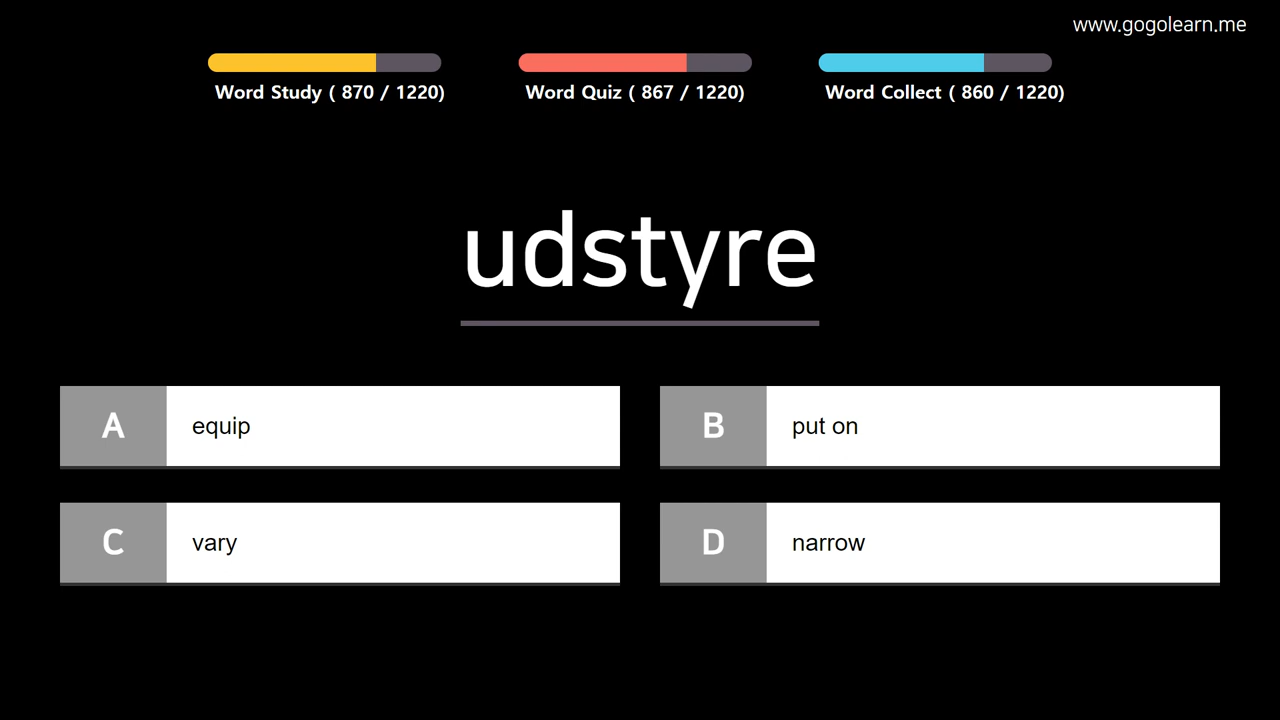 www.gogolearn.me
Word Study ( 870 / 1220)
Word Quiz ( 867 / 1220)
Word Collect ( 860 / 1220)
udstyre
A equip
B put on
C vary
D narrow